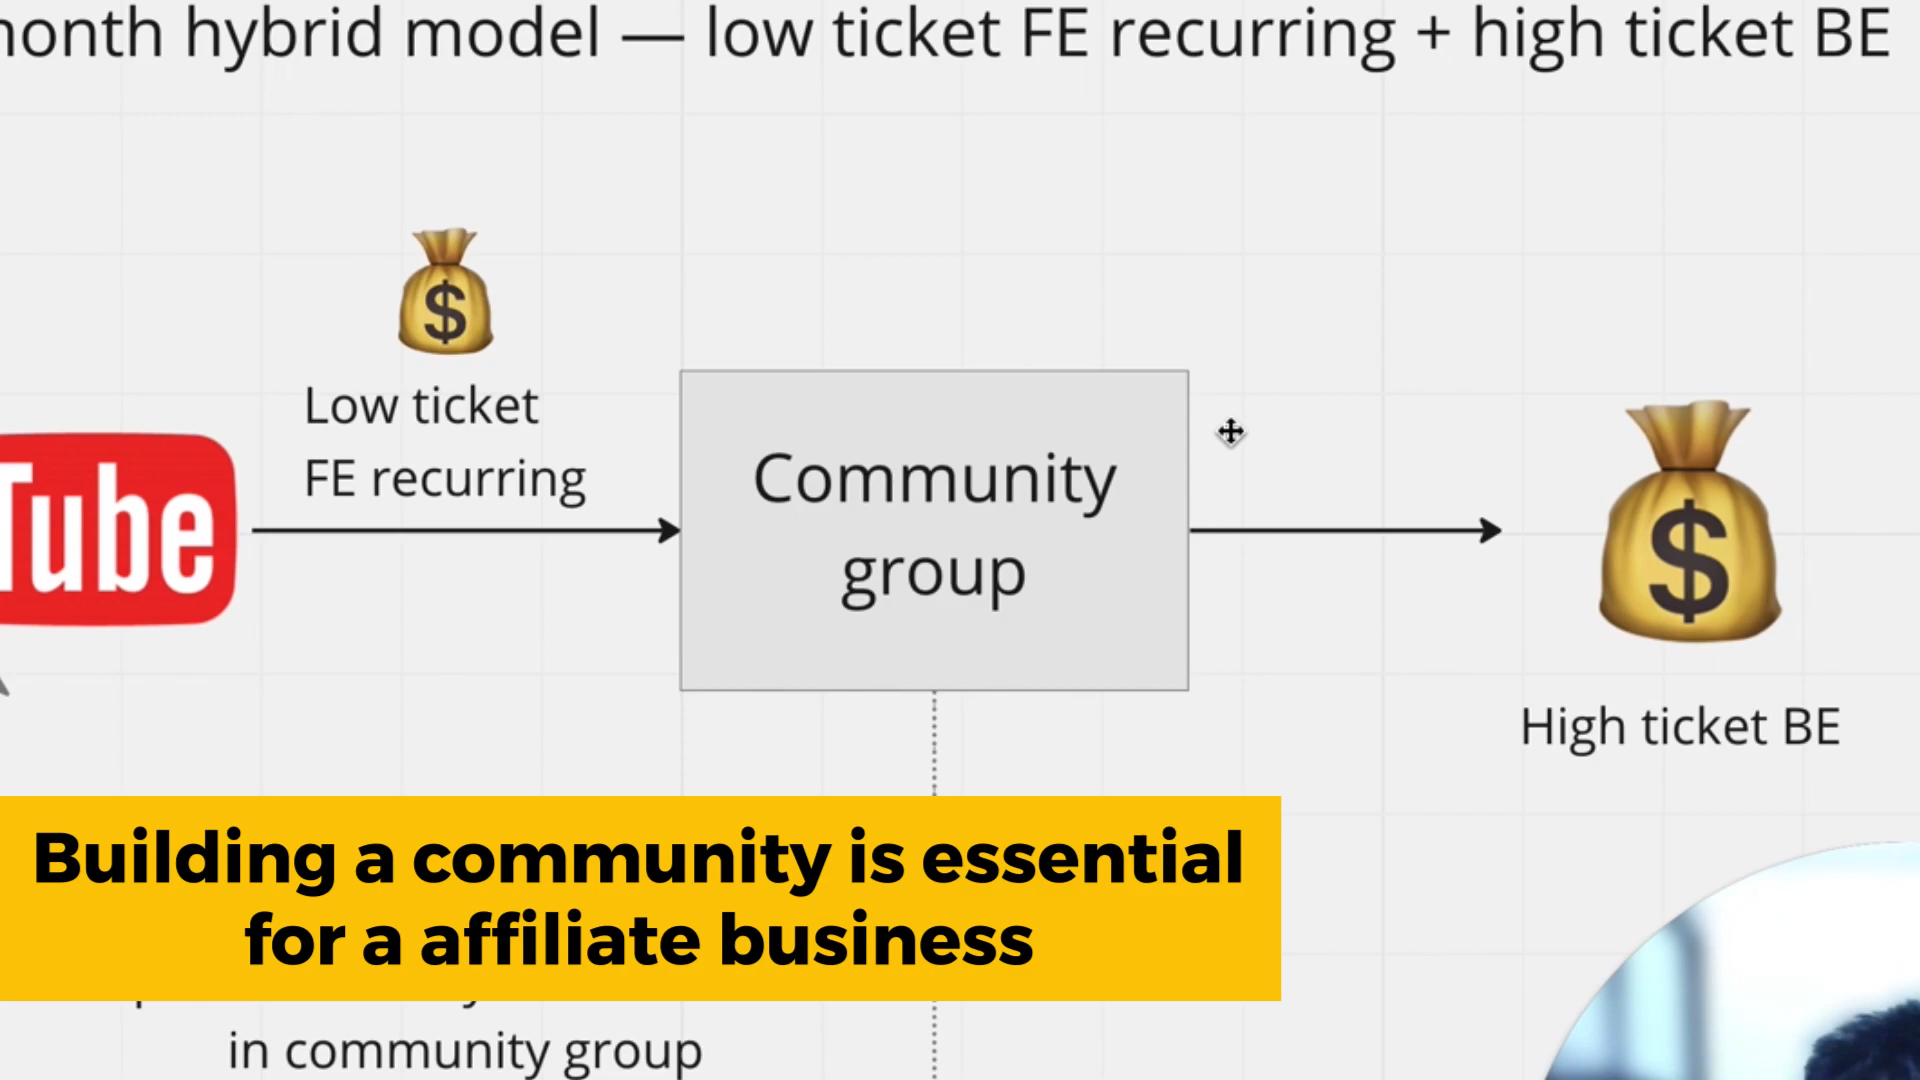 hybrid model — low ticket FE recurring + high ticket BE
$
Low ticket
FE recurring
Tube
Community
group
$
High ticket BE
Building a community is essential
for a affiliate business
in community group